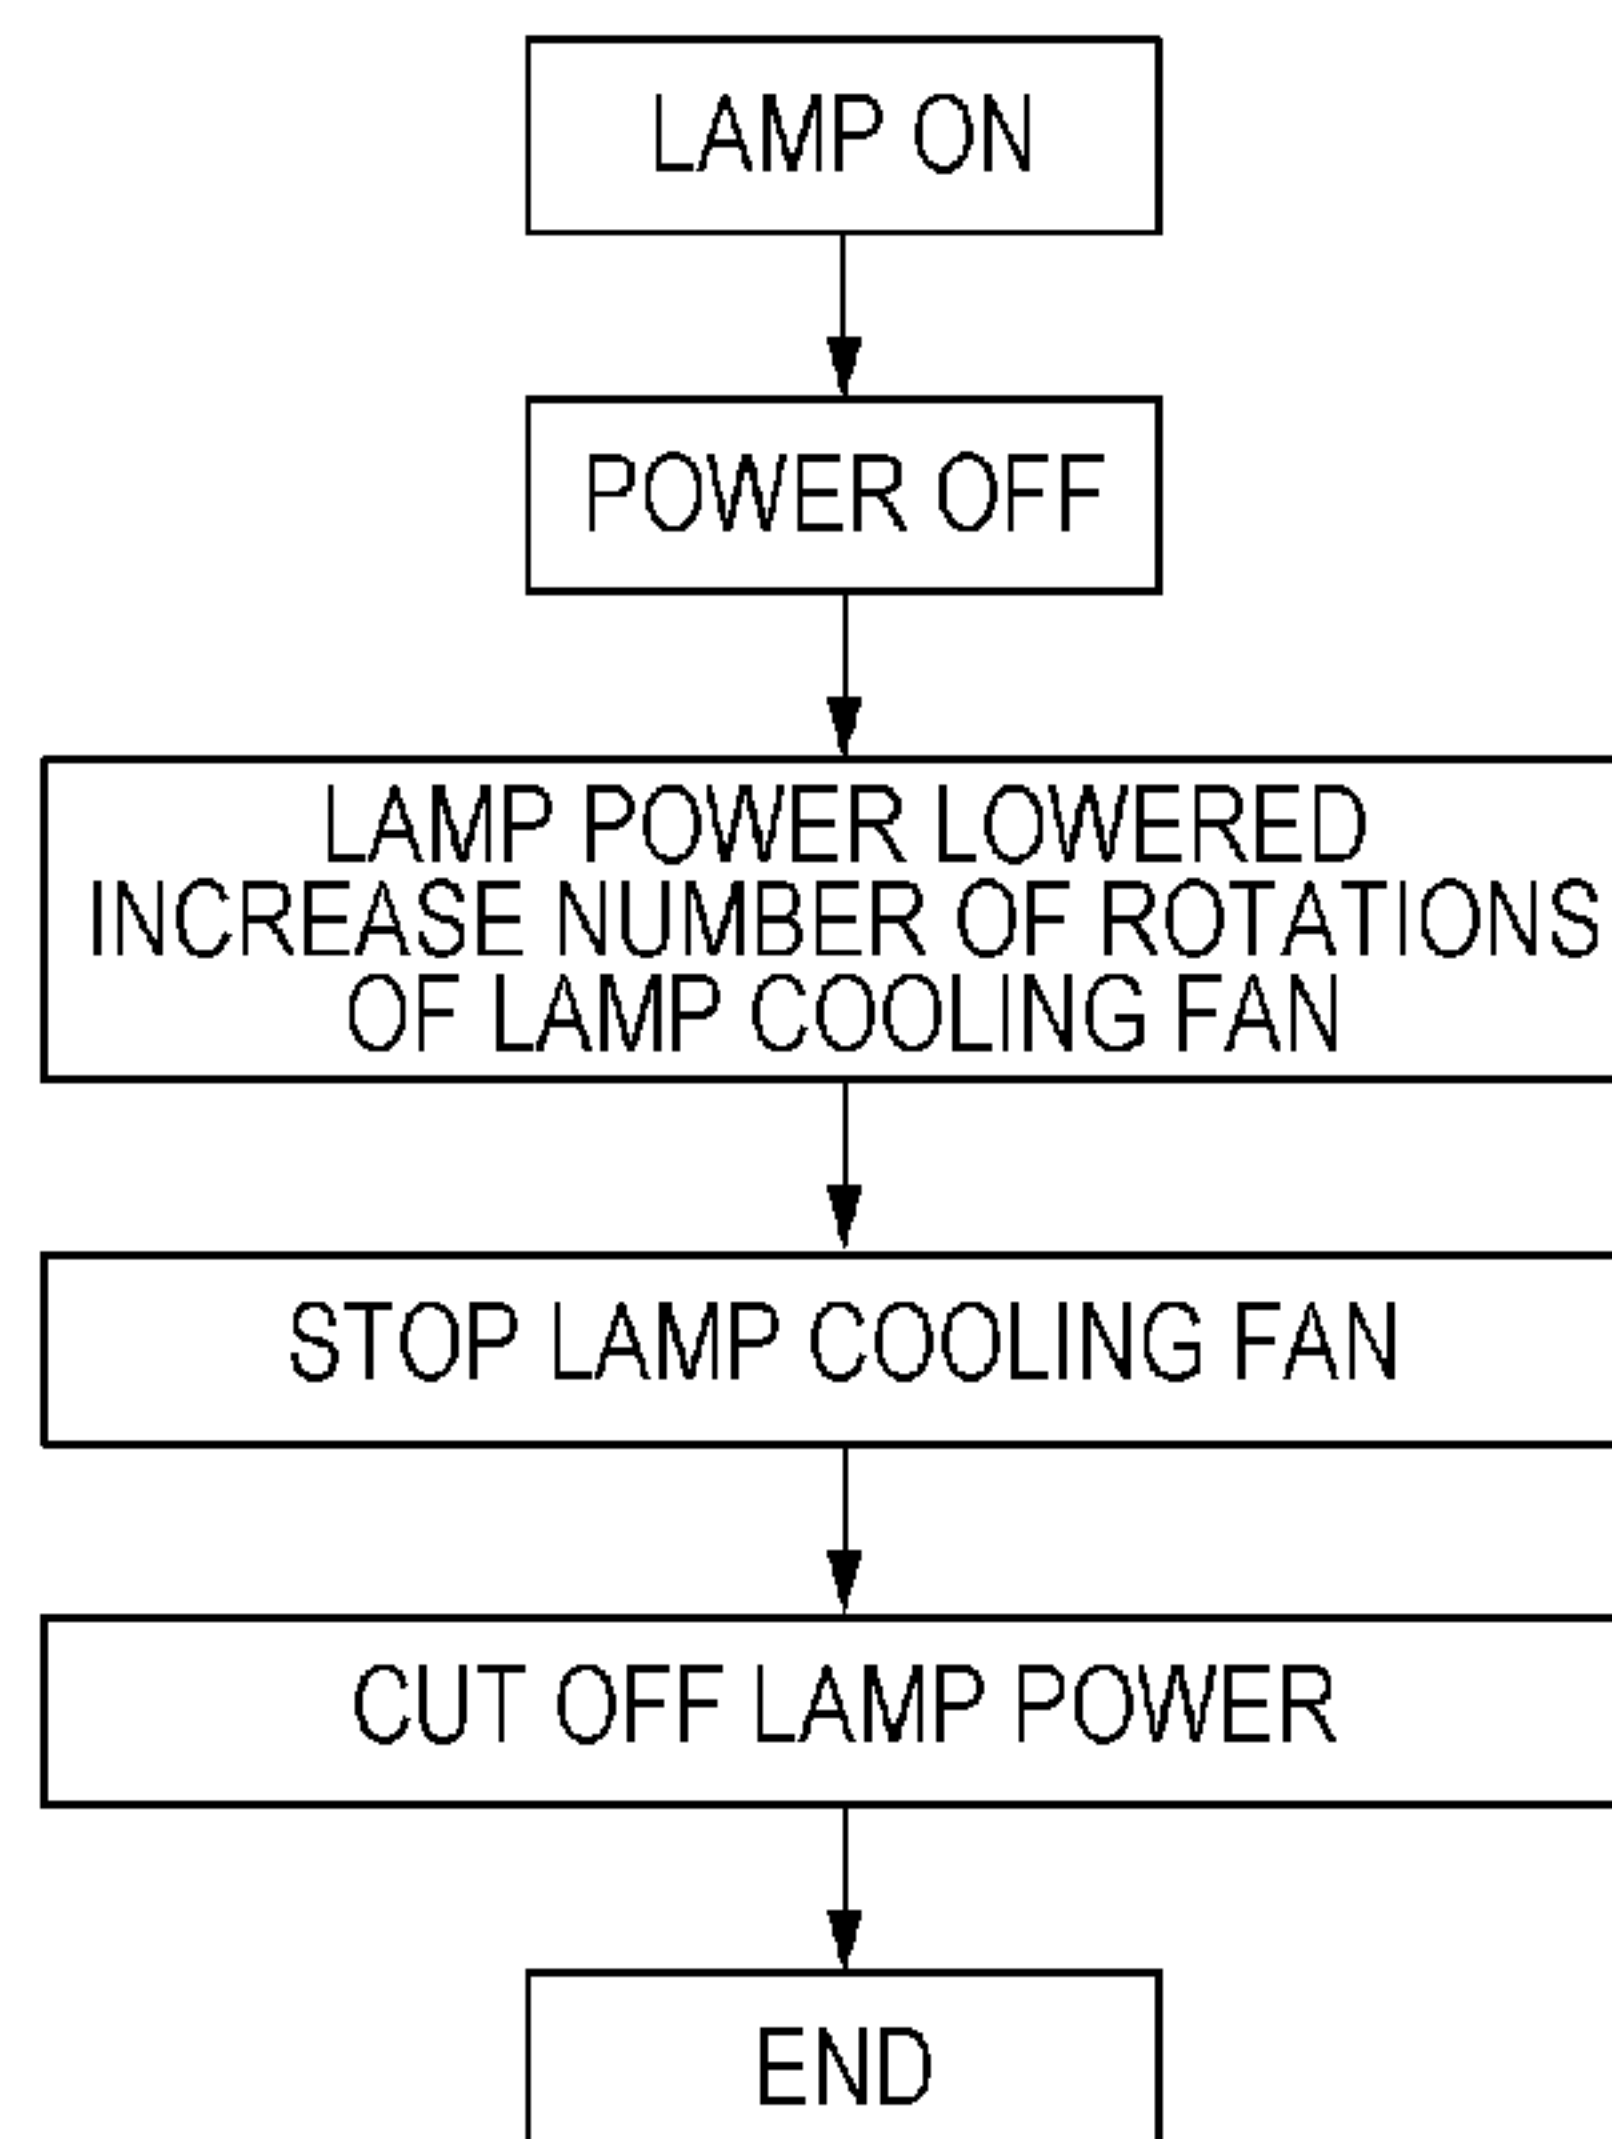 LAMP ON
POWER OFF
LAMP POWER LOWERED
INCREASE NUMBER OF ROTATIONS
OF LAMP COOLING FAN
STOP LAMP COOLING FAN
CUT OFF LAMP POWER
END